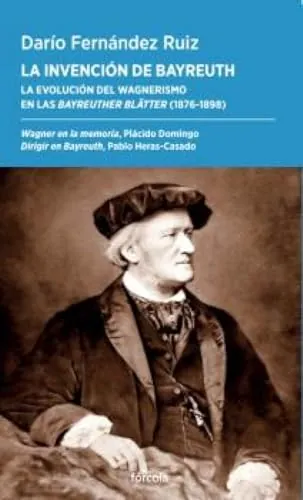 Darío Fernández Ruiz
LA INVENCIÓN DE BAYREUTH
LA EVOLUCIÓN DEL WAGNERISMO
EN LAS BAYREUTHER BLÄTTER (1876-1898)
Wagner en la memoria, Plácido Domingo
Dirigir en Bayreuth, Pablo Heras-Casado
fórcola